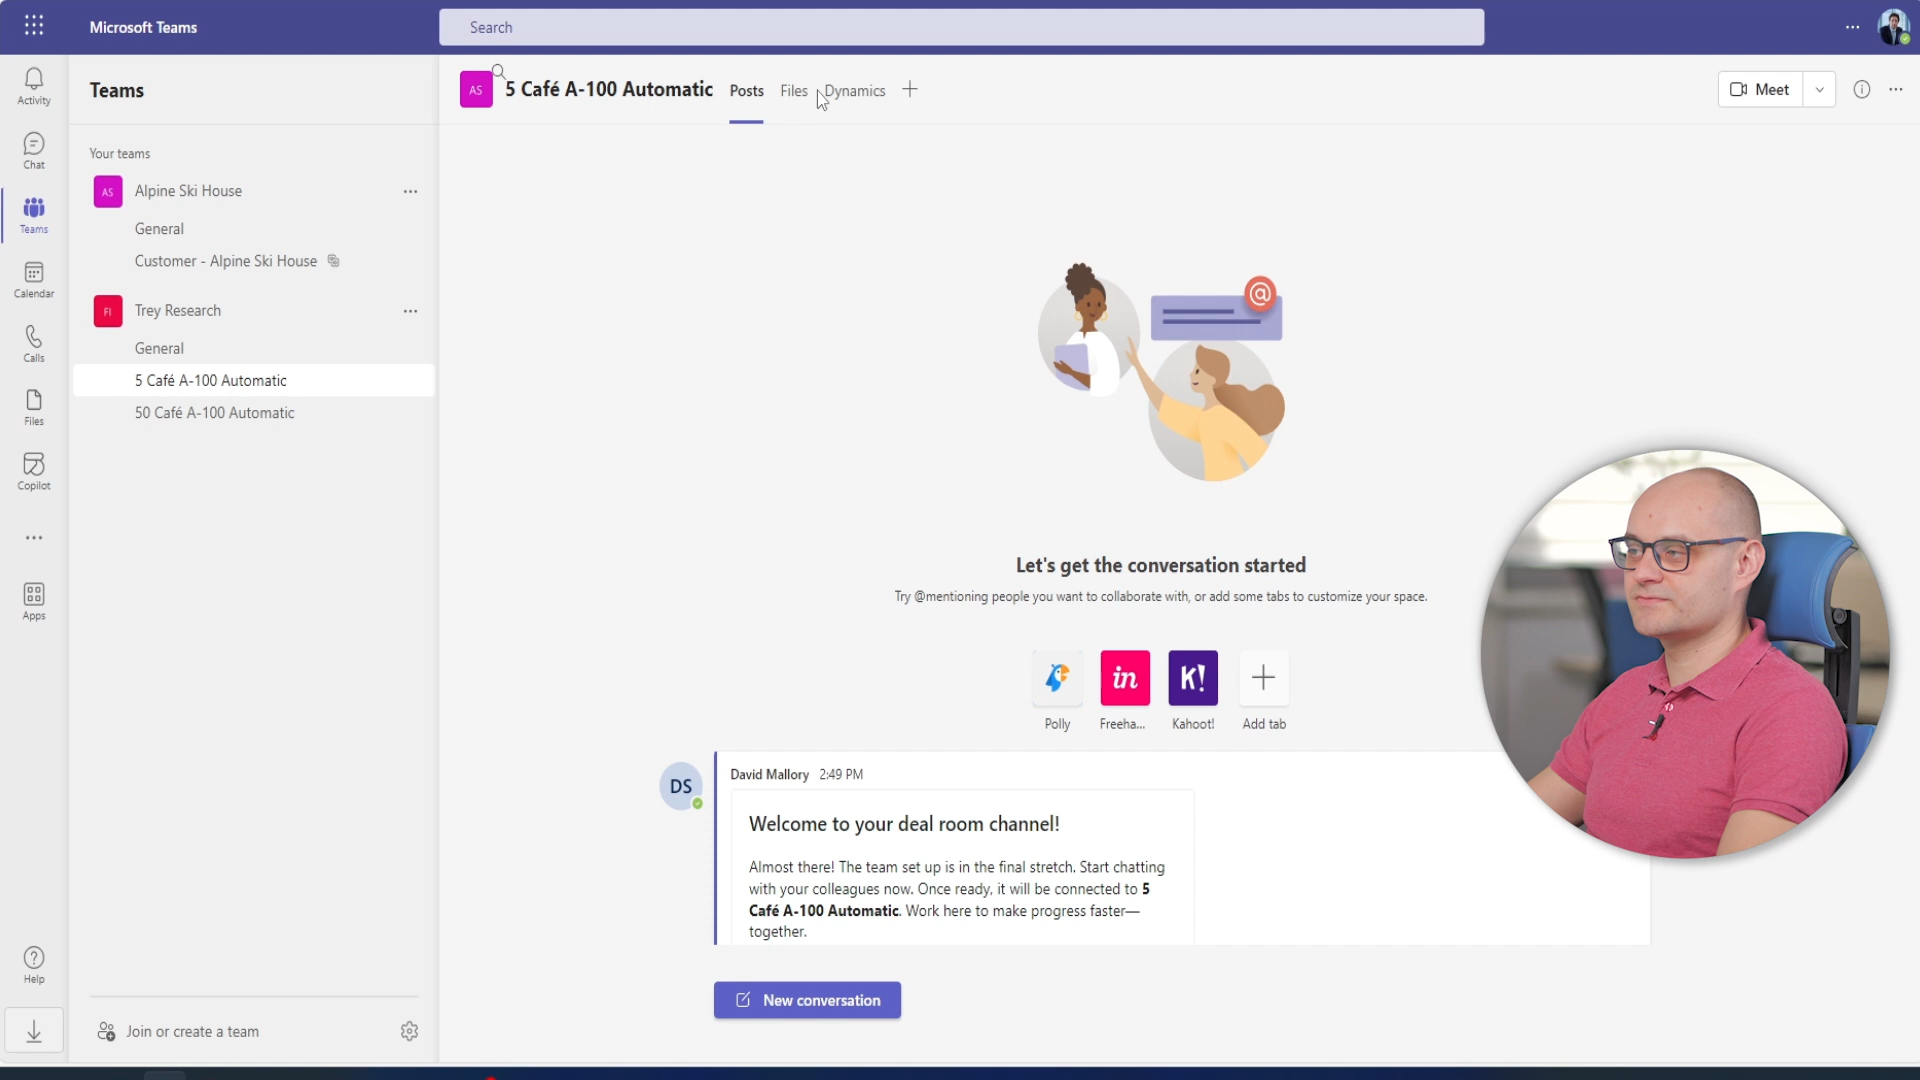 Microsoft Teams
Search
Activity
Chat
Teams
Calendar
Calls
Files
Copilot
Apps
Help
Teams
Your teams
AS Alpine Ski House
General
Customer - Alpine Ski House
FI Trey Research
General
5 Café A-100 Automatic
50 Café A-100 Automatic
Join or create a team
AS 5 Café A-100 Automatic Posts Files Dynamics
Meet
@
Let's get the conversation started
Try @mentioning people you want to collaborate with, or add some tabs to customize your space.
in K!
Polly Freeha... Kahoot! Add tab
DS
David Mallory 2:49 PM
Welcome to your deal room channel!
Almost there! The team set up is in the final stretch. Start chatting
with your colleagues now. Once ready, it will be connected to 5
Café A-100 Automatic. Work here to make progress faster—
together.
New conversation